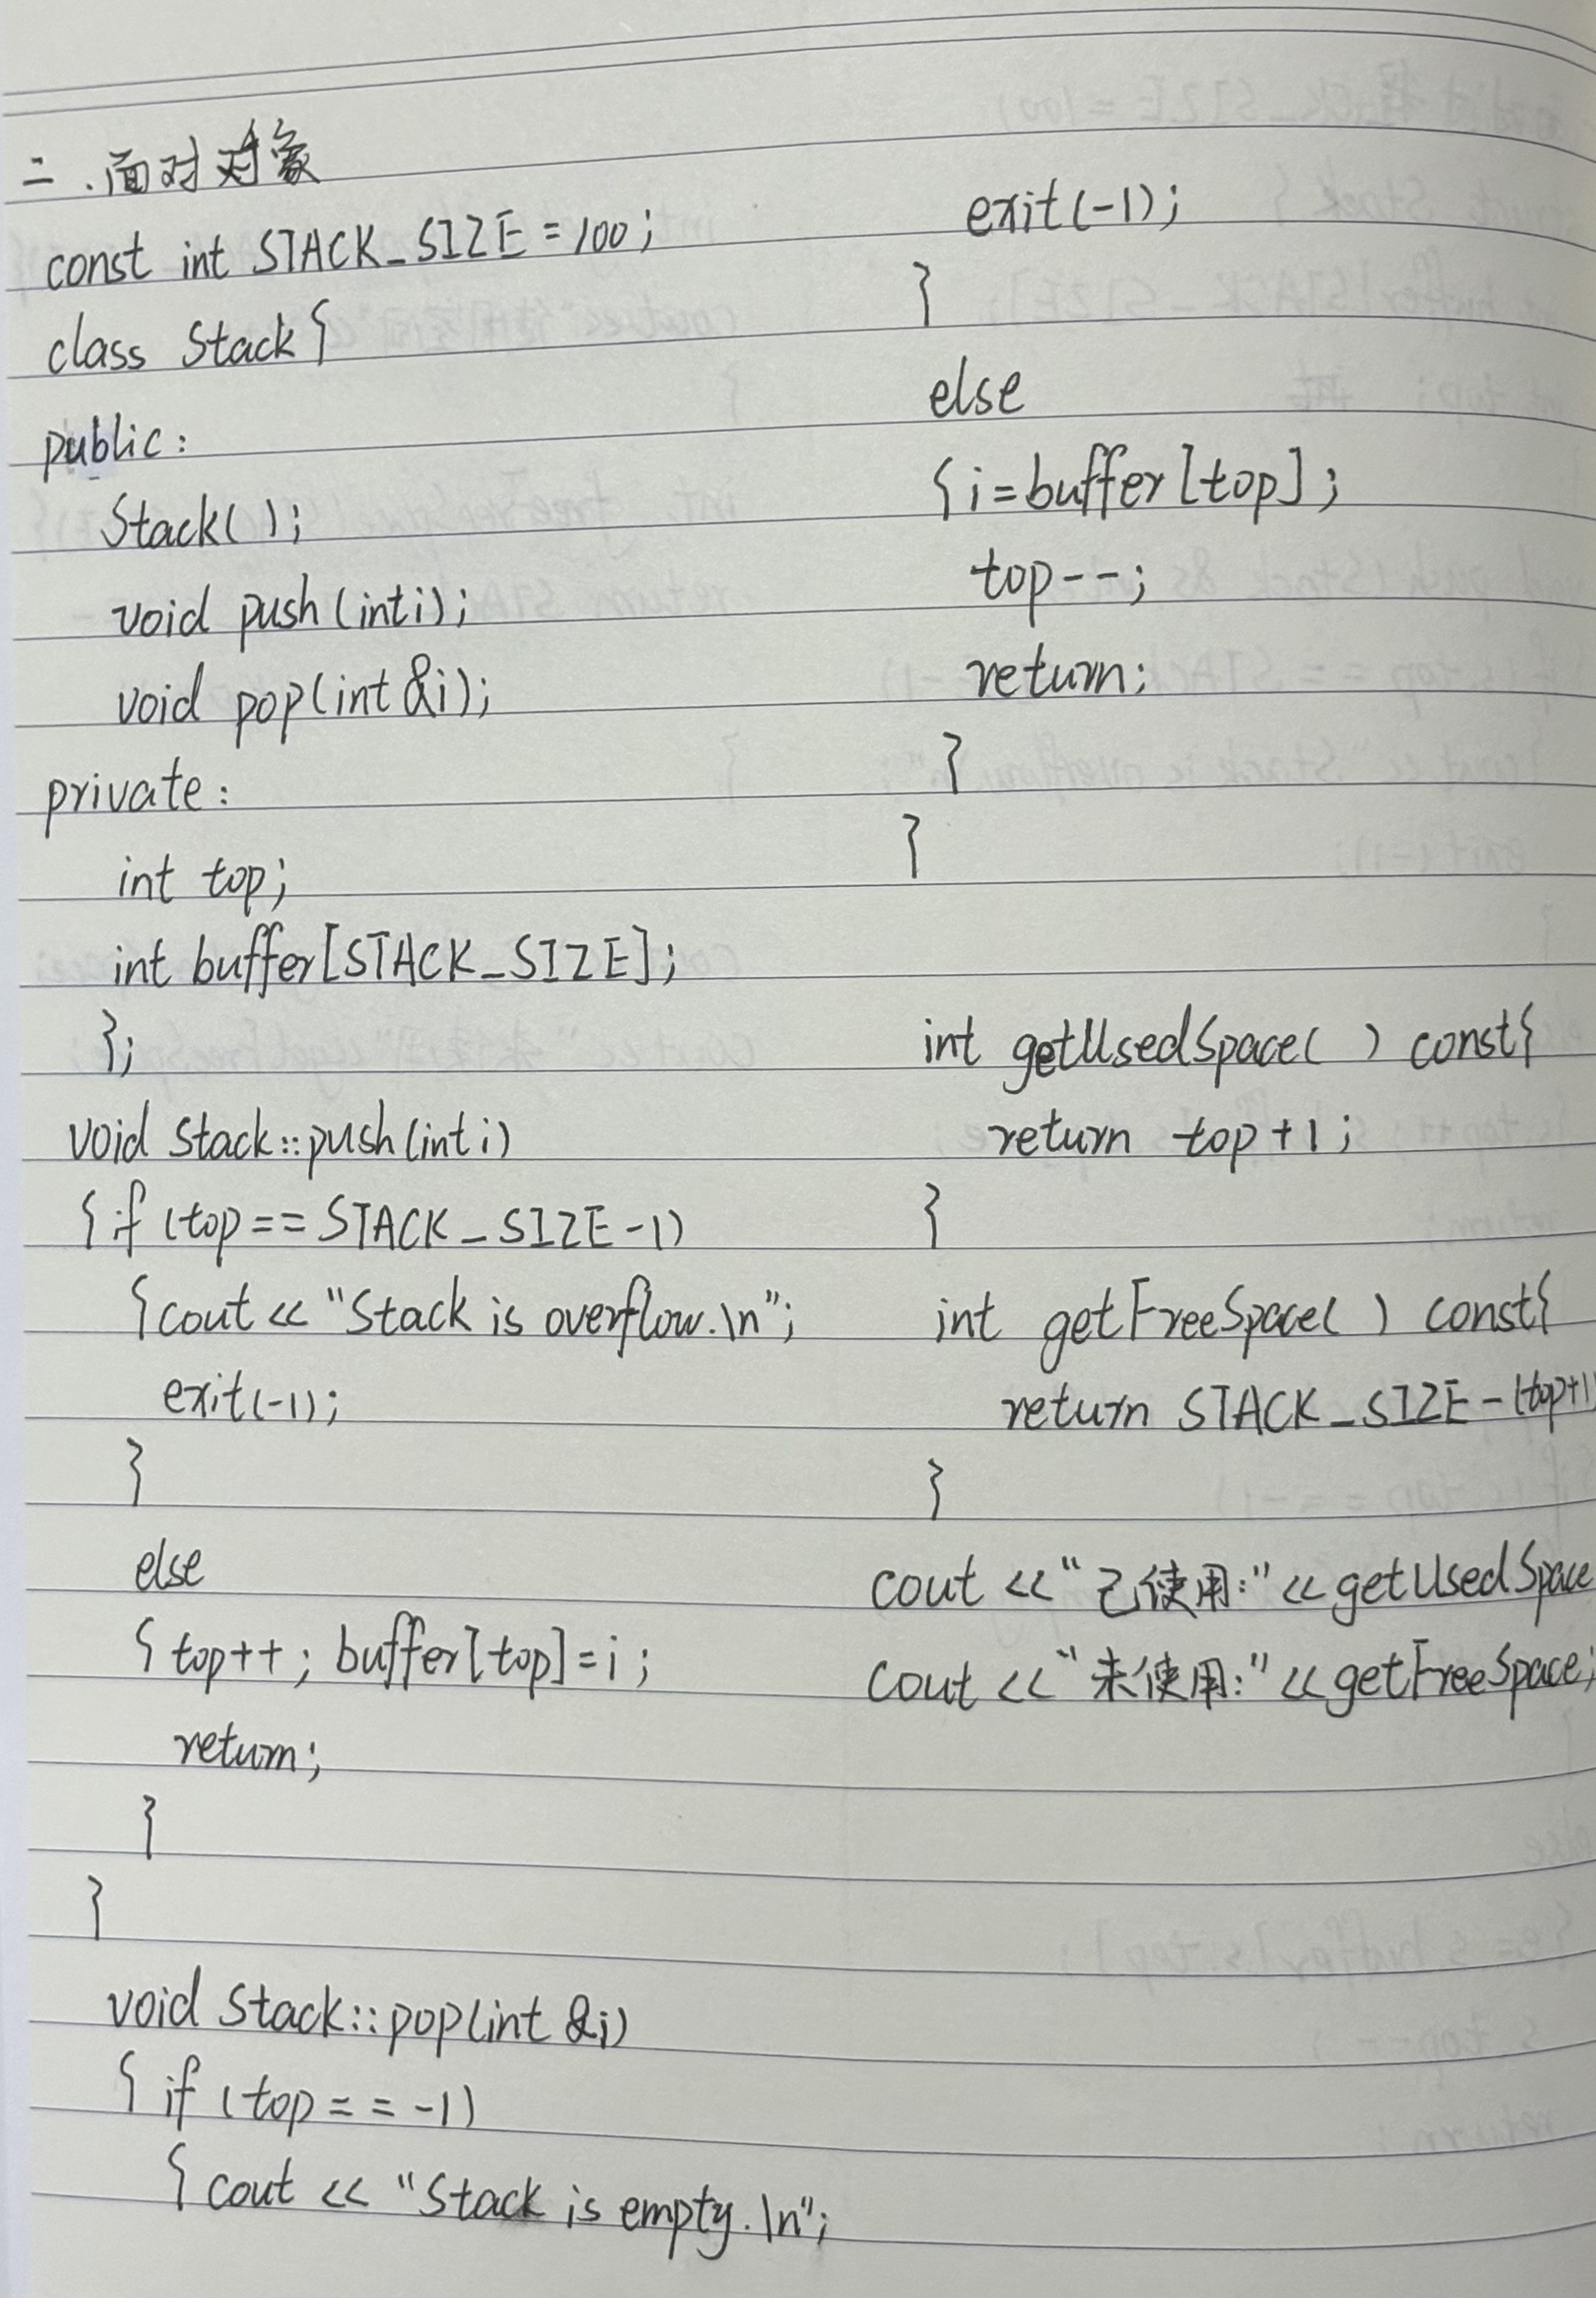 二.面对对象
const int STACK_SIZE = 100;
class Stack {
public:
Stack( );
void push(int i);
void pop(int &i);
private:
int top;
int buffer[STACK_SIZE];
};
void Stack::push(int i)
{ if (top == STACK_SIZE -1)
{cout << "Stack is overflow.\n";
exit(-1);
}
else
{ top++; buffer[top]=i;
return;
}
}
void Stack::pop(int &i)
{ if (top == -1)
{ cout << "Stack is empty.\n";
exit(-1);
}
else
{i=buffer[top];
top--;
return;
}
}
int getUsedSpace( ) const{
return top+1;
}
int getFreeSpace( ) const{
return STACK_SIZE-(top+1)
}
cout <<"已使用:"<<getUsedSpace
cout <<"未使用:"<<getFreeSpace;